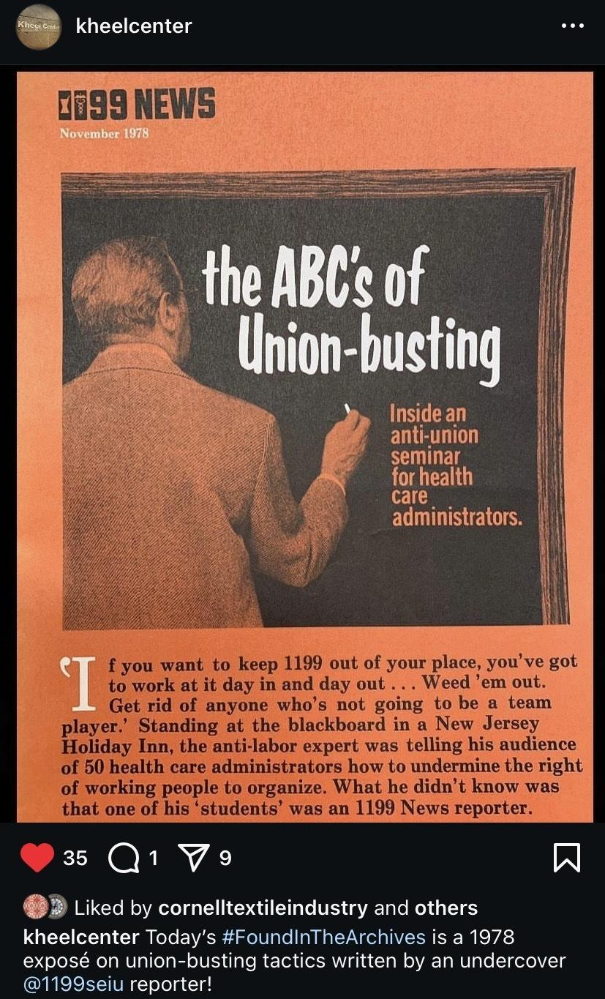 Kheel Center
kheelcenter
1199 NEWS
November 1978
the ABC's of
Union-busting
Inside an
anti-union
seminar
for health
care
administrators.
'If you want to keep 1199 out of your place, you've got
to work at it day in and day out . . . Weed 'em out.
Get rid of anyone who's not going to be a team
player.' Standing at the blackboard in a New Jersey
Holiday Inn, the anti-labor expert was telling his audience
of 50 health care administrators how to undermine the right
of working people to organize. What he didn't know was
that one of his 'students' was an 1199 News reporter.
35 1 9
Liked by cornelltextileindustry and others
kheelcenter Today's #FoundInTheArchives is a 1978
exposé on union-busting tactics written by an undercover
@1199seiu reporter!